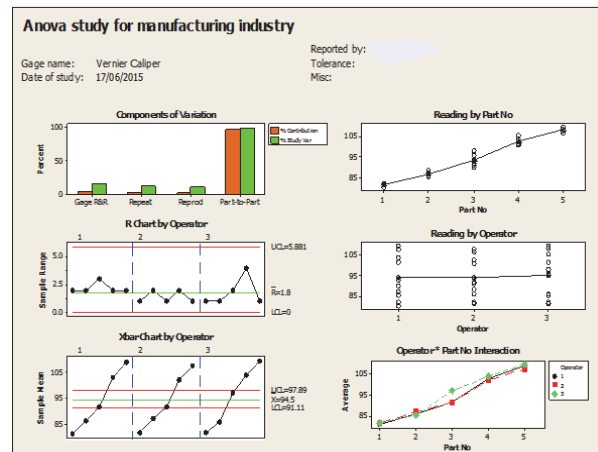 Anova study for manufacturing industry
Reported by:
Gage name: Vernier Caliper
Tolerance:
Date of study: 17/06/2015
Misc:
Components of Variation
Percent
100
50
0
Gage R&R Repeat Reprod Part-to-Part
% Contribution
% Study Var
Reading by Part No
105
95
85
1 2 3 4 5
Part No
R Chart by Operator
1 2 3
Sample Range
5.0
2.5
0.0
UCL=5.881
R=1.8
LCL=0
Reading by Operator
105
95
85
1 2 3
Operator
Xbar Chart by Operator
1 2 3
Sample Mean
105
95
85
UCL=97.89
X=94.5
LCL=91.11
Operator * Part No Interaction
Average
105
95
85
1 2 3 4 5
Part No
Operator
1
2
3